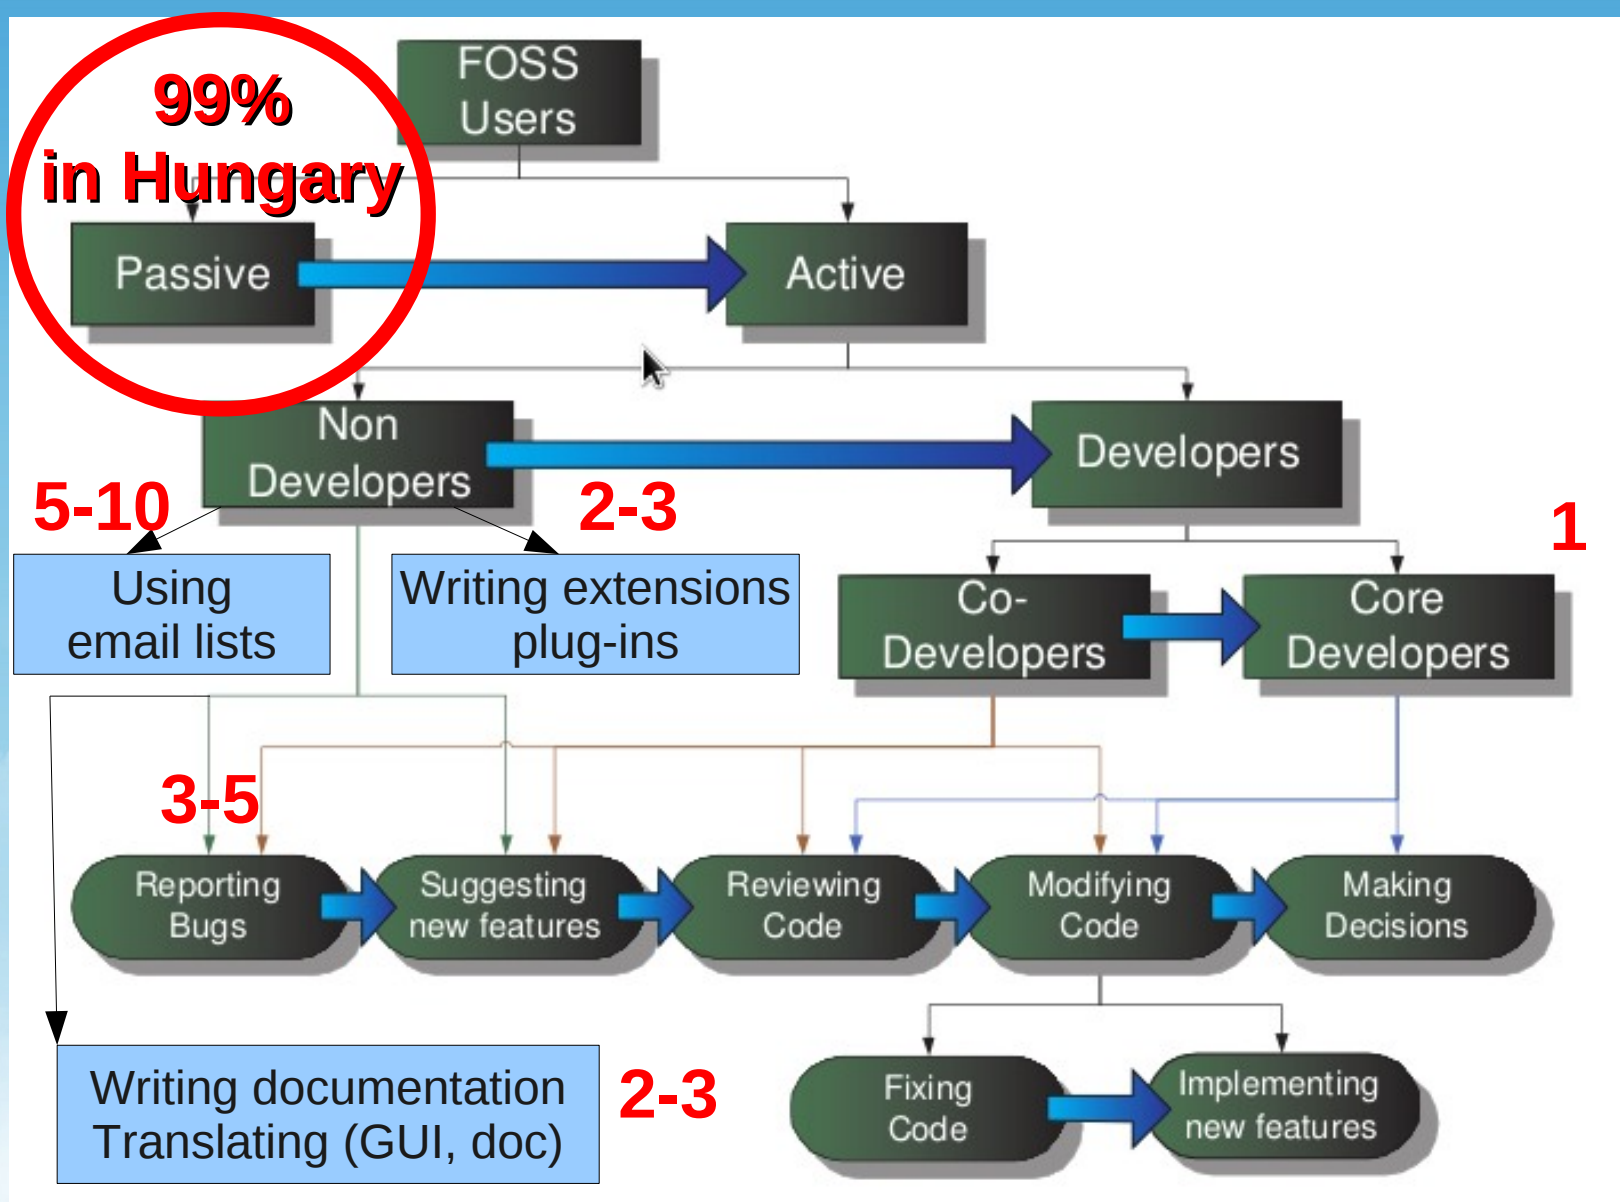 FOSS
Users
99%
in Hungary
Passive
Active
Non
Developers
Developers
5-10
2-3
1
Using
email lists
Writing extensions
plug-ins
Co-
Developers
Core
Developers
3-5
Reporting
Bugs
Suggesting
new features
Reviewing
Code
Modifying
Code
Making
Decisions
Writing documentation
Translating (GUI, doc)
2-3
Fixing
Code
Implementing
new features